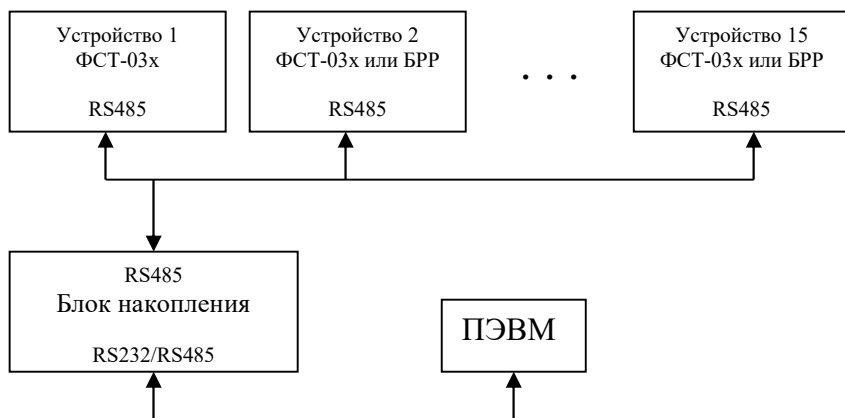 Устройство 1
ФСТ-03х
RS485
Устройство 2
ФСТ-03х или БРР
RS485
. . .
Устройство 15
ФСТ-03х или БРР
RS485
RS485
Блок накопления
RS232/RS485
ПЭВМ